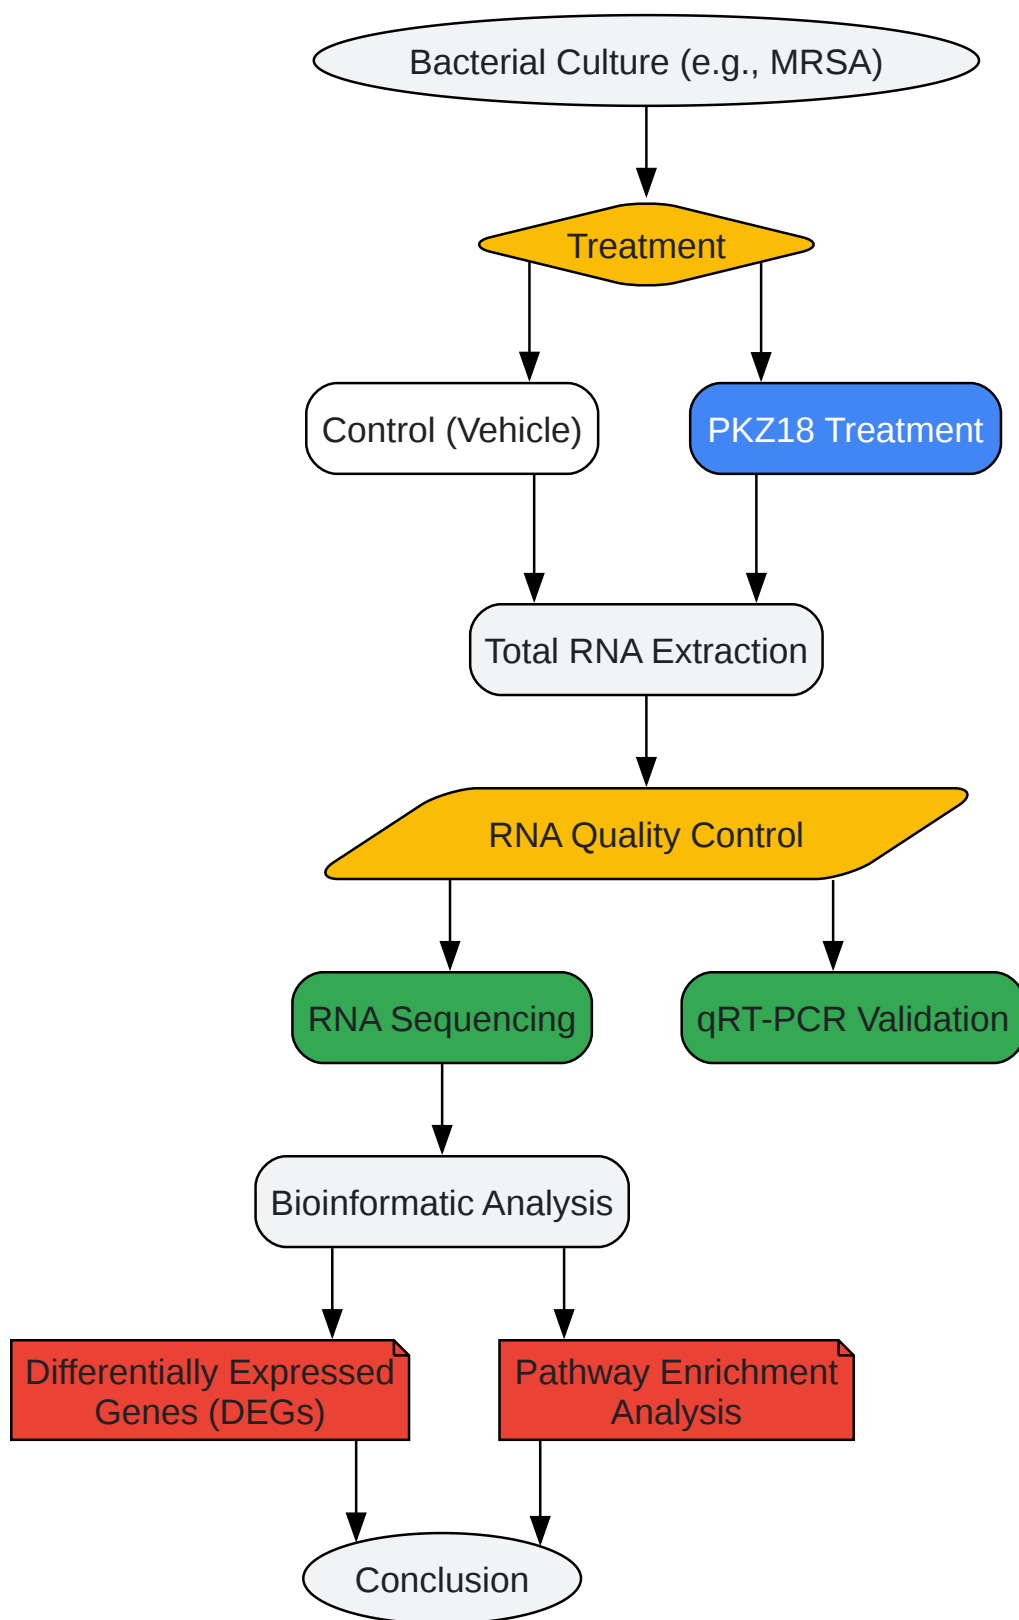 Bacterial Culture (e.g., MRSA)
Treatment
Control (Vehicle)
PKZ18 Treatment
Total RNA Extraction
RNA Quality Control
RNA Sequencing
qRT-PCR Validation
Bioinformatic Analysis
Differentially Expressed
Genes (DEGs)
Pathway Enrichment
Analysis
Conclusion